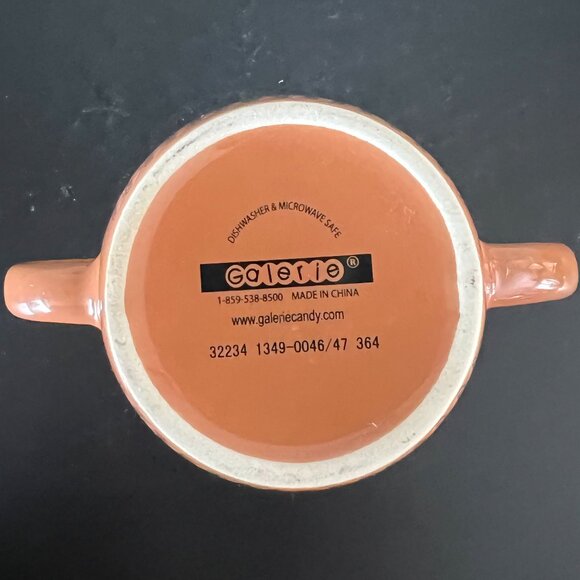 DISHWASHER & MICROWAVE SAFE
Galerie®
1-859-538-8500 MADE IN CHINA
www.galeriecandy.com
32234 1349-0046/47 364